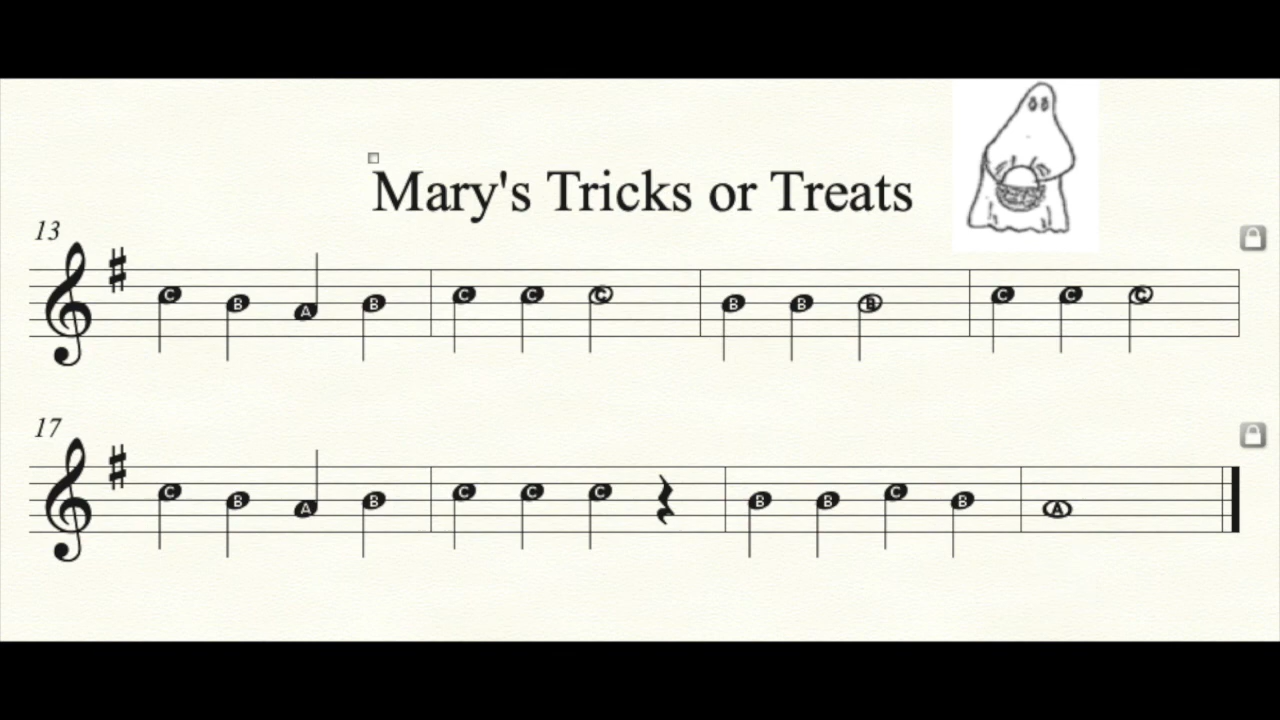 Mary's Tricks or Treats
13
C B A B C C C B B B C C C
17
C B A B C C C B B C B A